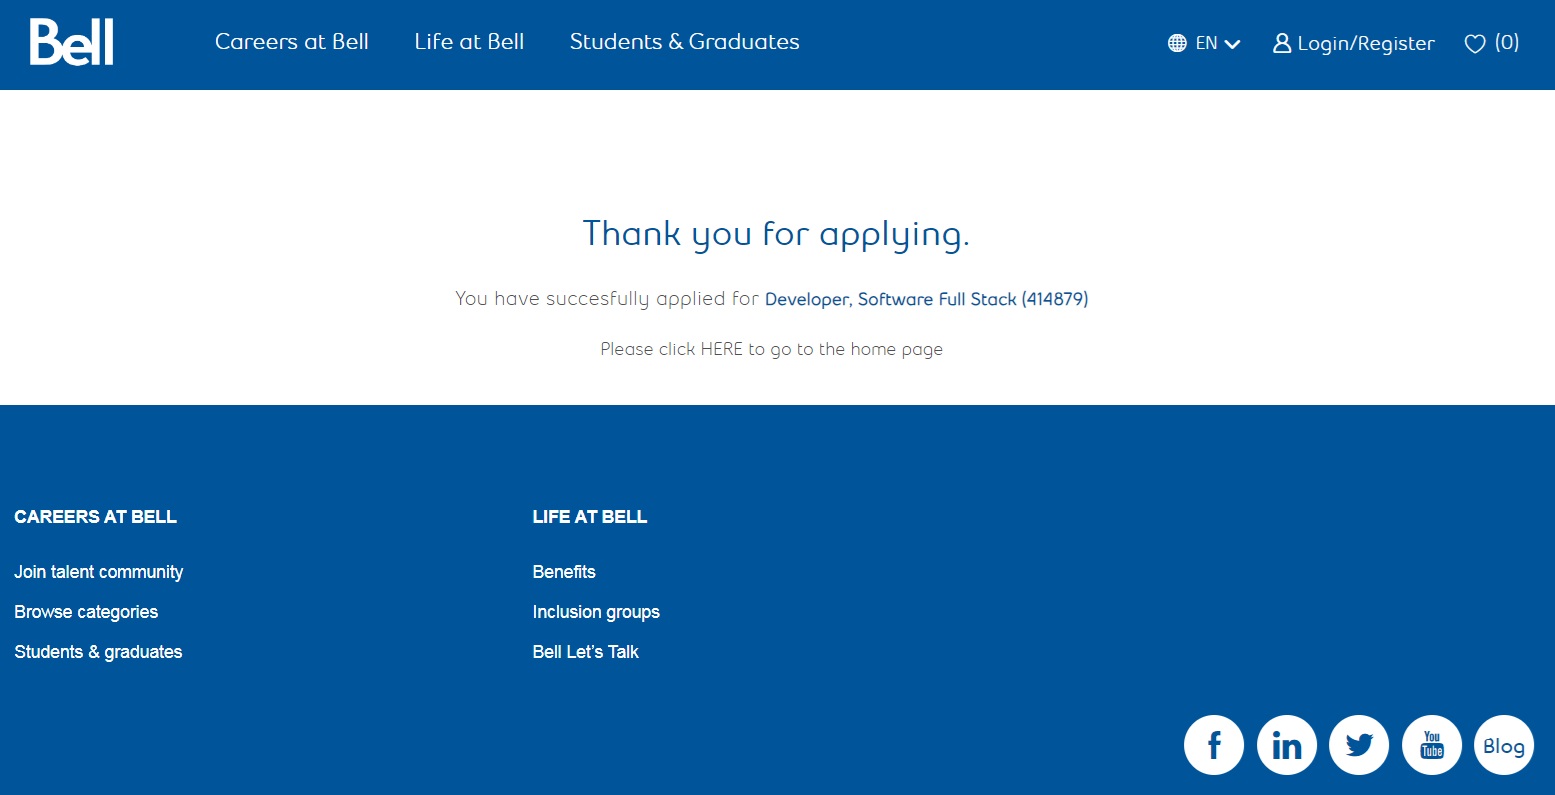 Bell
Careers at Bell
Life at Bell
Students & Graduates
EN
Login/Register
(0)
Thank you for applying.
You have succesfully applied for Developer, Software Full Stack (414879)
Please click HERE to go to the home page
CAREERS AT BELL
Join talent community
Browse categories
Students & graduates
LIFE AT BELL
Benefits
Inclusion groups
Bell Let's Talk
f
in
You
Tube
Blog